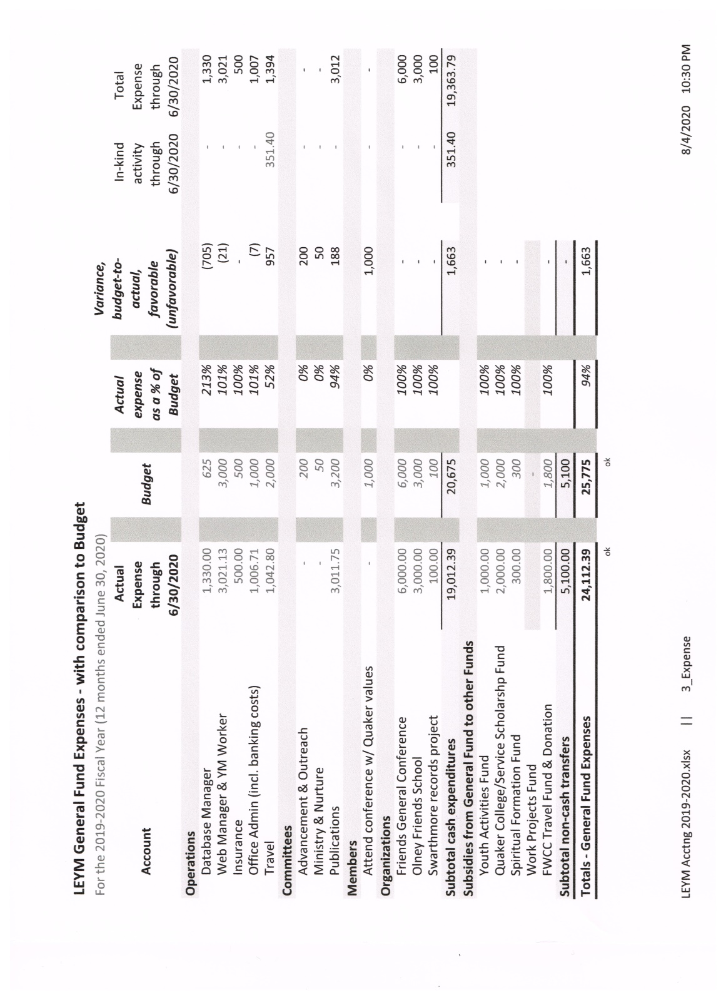 LEYM General Fund Expenses - with comparison to Budget
For the 2019-2020 Fiscal Year (12 months ended June 30, 2020)
Account Actual Expense through 6/30/2020 Budget Actual expense as a % of Budget Variance, budget-to-actual, favorable (unfavorable) In-kind activity through 6/30/2020 Total Expense through 6/30/2020
Operations
Database Manager 1,330.00 625 213% (705) - 1,330
Web Manager & YM Worker 3,021.13 3,000 101% (21) - 3,021
Insurance 500.00 500 100% - - 500
Office Admin (incl. banking costs) 1,006.71 1,000 101% (7) - 1,007
Travel 1,042.80 2,000 52% 957 351.40 1,394
Committees
Advancement & Outreach - 200 0% 200 - -
Ministry & Nurture - 50 0% 50 - -
Publications 3,011.75 3,200 94% 188 - 3,012
Members
Attend conference w/ Quaker values - 1,000 0% 1,000 - -
Organizations
Friends General Conference 6,000.00 6,000 100% - - 6,000
Olney Friends School 3,000.00 3,000 100% - - 3,000
Swarthmore records project 100.00 100 100% - - 100
Subtotal cash expenditures 19,012.39 20,675 1,663 351.40 19,363.79
Subsidies from General Fund to other Funds
Youth Activities Fund 1,000.00 1,000 100% -
Quaker College/Service Scholarshp Fund 2,000.00 2,000 100% -
Spiritual Formation Fund 300.00 300 100% -
Work Projects Fund -
FWCC Travel Fund & Donation 1,800.00 1,800 100% -
Subtotal non-cash transfers 5,100.00 5,100 -
Totals - General Fund Expenses 24,112.39 25,775 94% 1,663
ok ok
LEYM Acctng 2019-2020.xlsx || 3_Expense 8/4/2020 10:30 PM